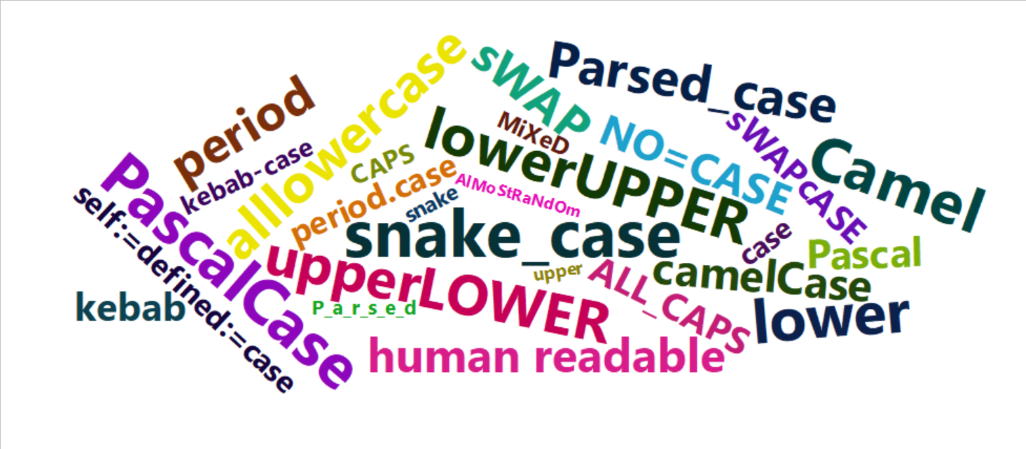 Parsed_case
sWAP
alllowercase
period
MiXeD
NO=CASE
sWAPcASE
Camel
lowerUPPER
kebab-case
CAPS
period.case
AlMoStRaNdOm
snake
PascalCase
self:=defined:=case
snake_case
case
Pascal
upperLOWER
upper
ALL_CAPS
camelCase
kebab
P_a_r_s_e_d
lower
human readable